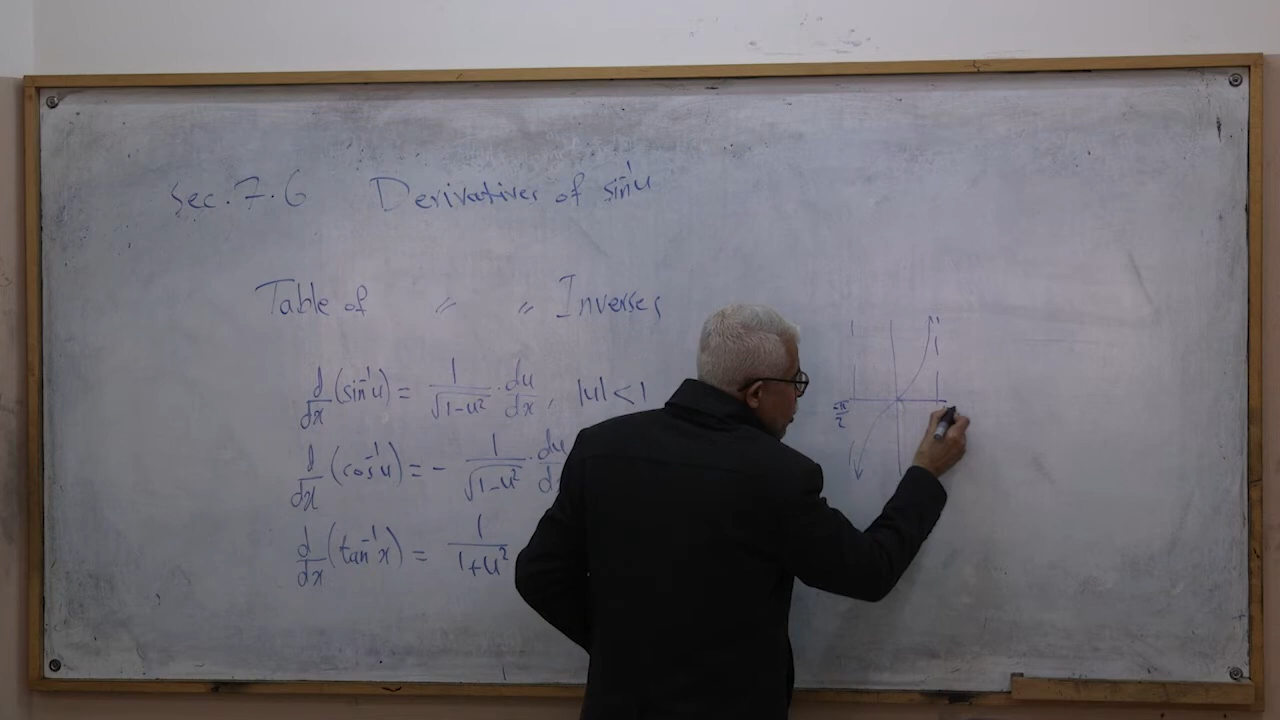 Sec. 7.6 Derivatives of sin⁻¹u
Table of " " Inverses
d/dx (sin⁻¹u) = 1/√(1-u²) · du/dx, |u| < 1
d/dx (cos⁻¹u) = - 1/√(1-u²) · du/dx
d/dx (tan⁻¹x) = 1/(1+u²)
-π/2